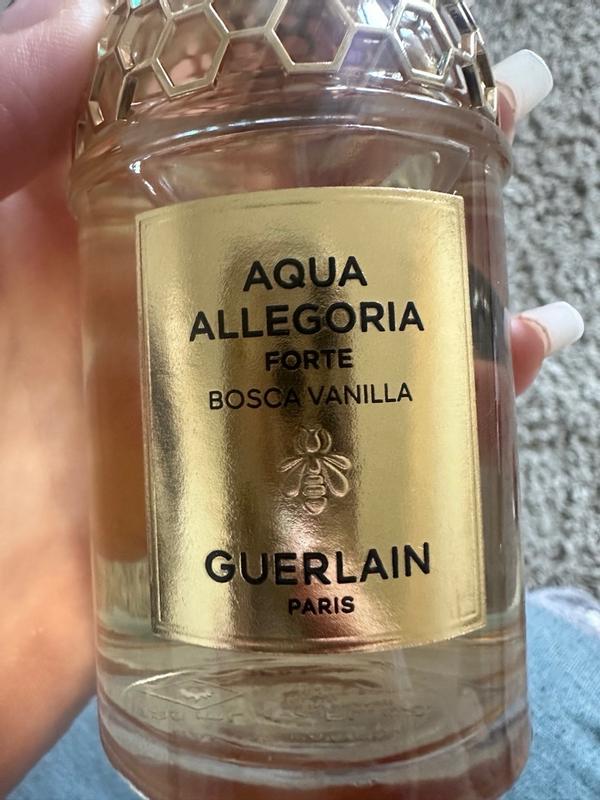 AQUA
ALLEGORIA
FORTE
BOSCA VANILLA
GUERLAIN
PARIS